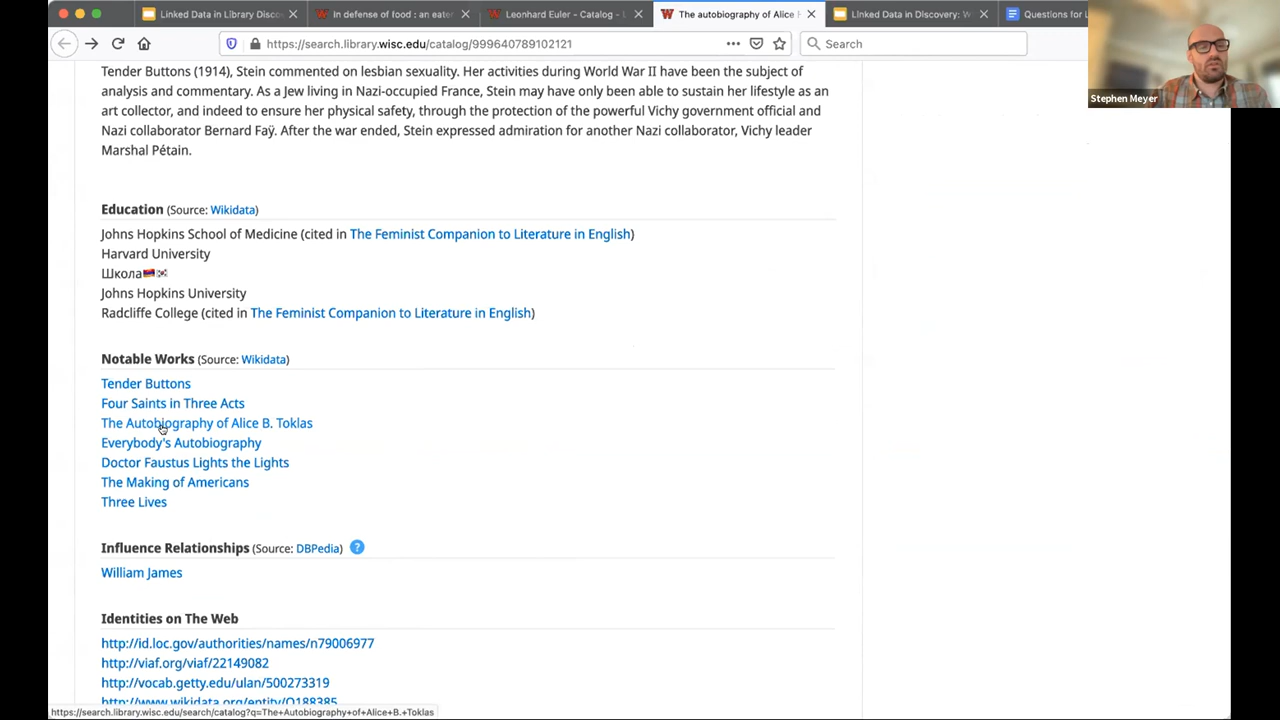 Linked Data in Library Disco
In defense of food : an eater
Leonhard Euler - Catalog -
The autobiography of Alice
Linked Data in Discovery: W
Questions for L
https://search.library.wisc.edu/catalog/999640789102121
Search
Stephen Meyer
Tender Buttons (1914), Stein commented on lesbian sexuality. Her activities during World War II have been the subject of
analysis and commentary. As a Jew living in Nazi-occupied France, Stein may have only been able to sustain her lifestyle as an
art collector, and indeed to ensure her physical safety, through the protection of the powerful Vichy government official and
Nazi collaborator Bernard Faÿ. After the war ended, Stein expressed admiration for another Nazi collaborator, Vichy leader
Marshal Pétain.
Education (Source: Wikidata)
Johns Hopkins School of Medicine (cited in The Feminist Companion to Literature in English)
Harvard University
Школа🇦🇲🇰🇷
Johns Hopkins University
Radcliffe College (cited in The Feminist Companion to Literature in English)
Notable Works (Source: Wikidata)
Tender Buttons
Four Saints in Three Acts
The Autobiography of Alice B. Toklas
Everybody's Autobiography
Doctor Faustus Lights the Lights
The Making of Americans
Three Lives
Influence Relationships (Source: DBPedia) ?
William James
Identities on The Web
http://id.loc.gov/authorities/names/n79006977
http://viaf.org/viaf/22149082
http://vocab.getty.edu/ulan/500273319
http://www.wikidata.org/entity/Q188385
https://search.library.wisc.edu/search/catalog?q=The+Autobiography+of+Alice+B.+Toklas